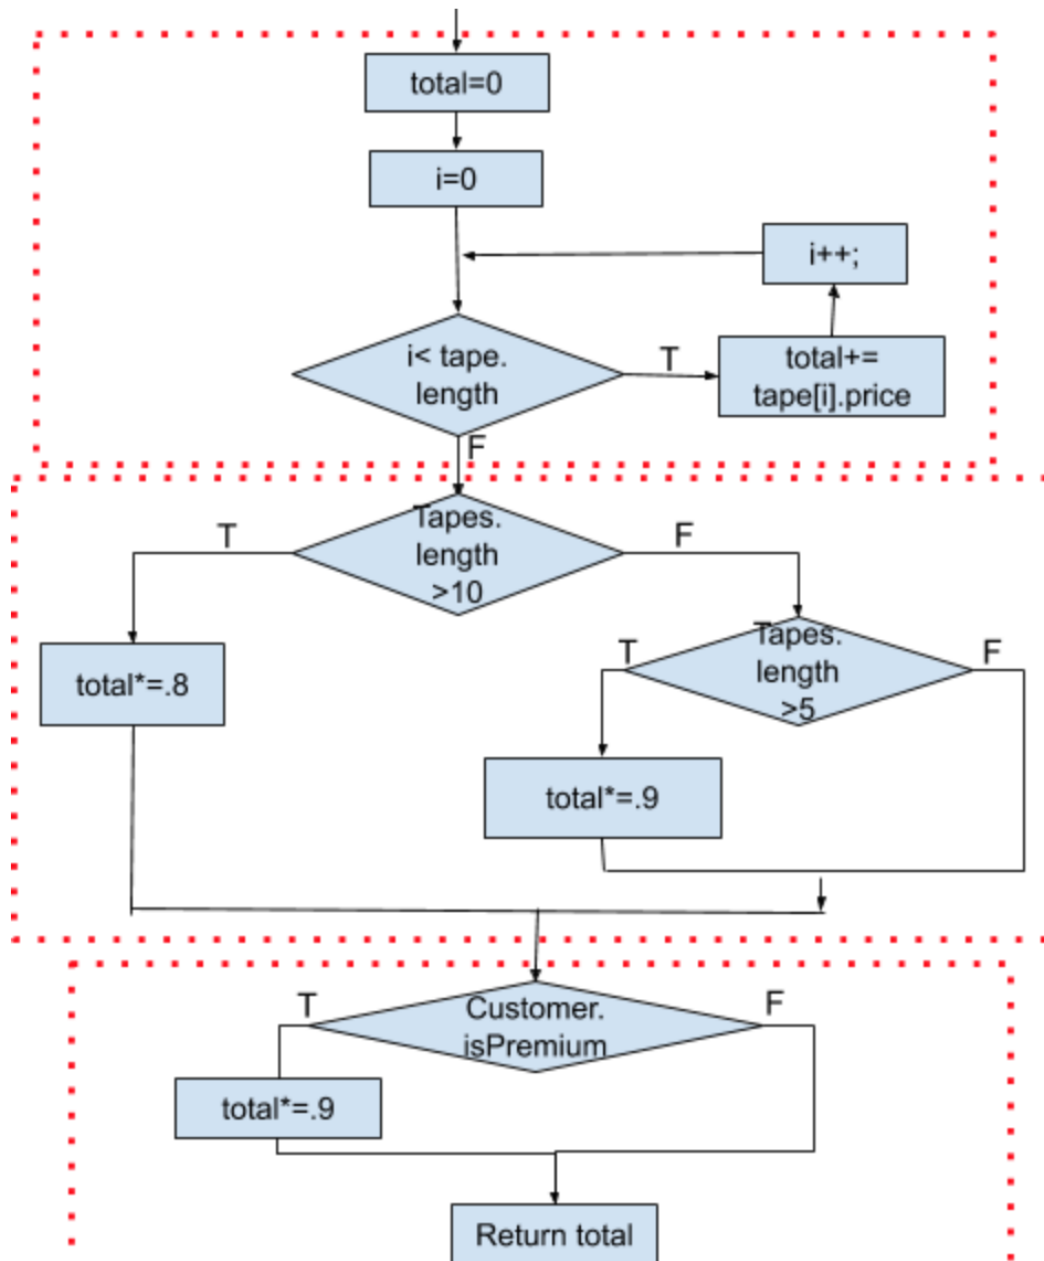 total=0
i=0
i++;
i< tape.
length
T
total+=
tape[i].price
F
Tapes.
length
>10
T
F
total*=.8
Tapes.
length
>5
T
F
total*=.9
Customer.
isPremium
T
F
total*=.9
Return total